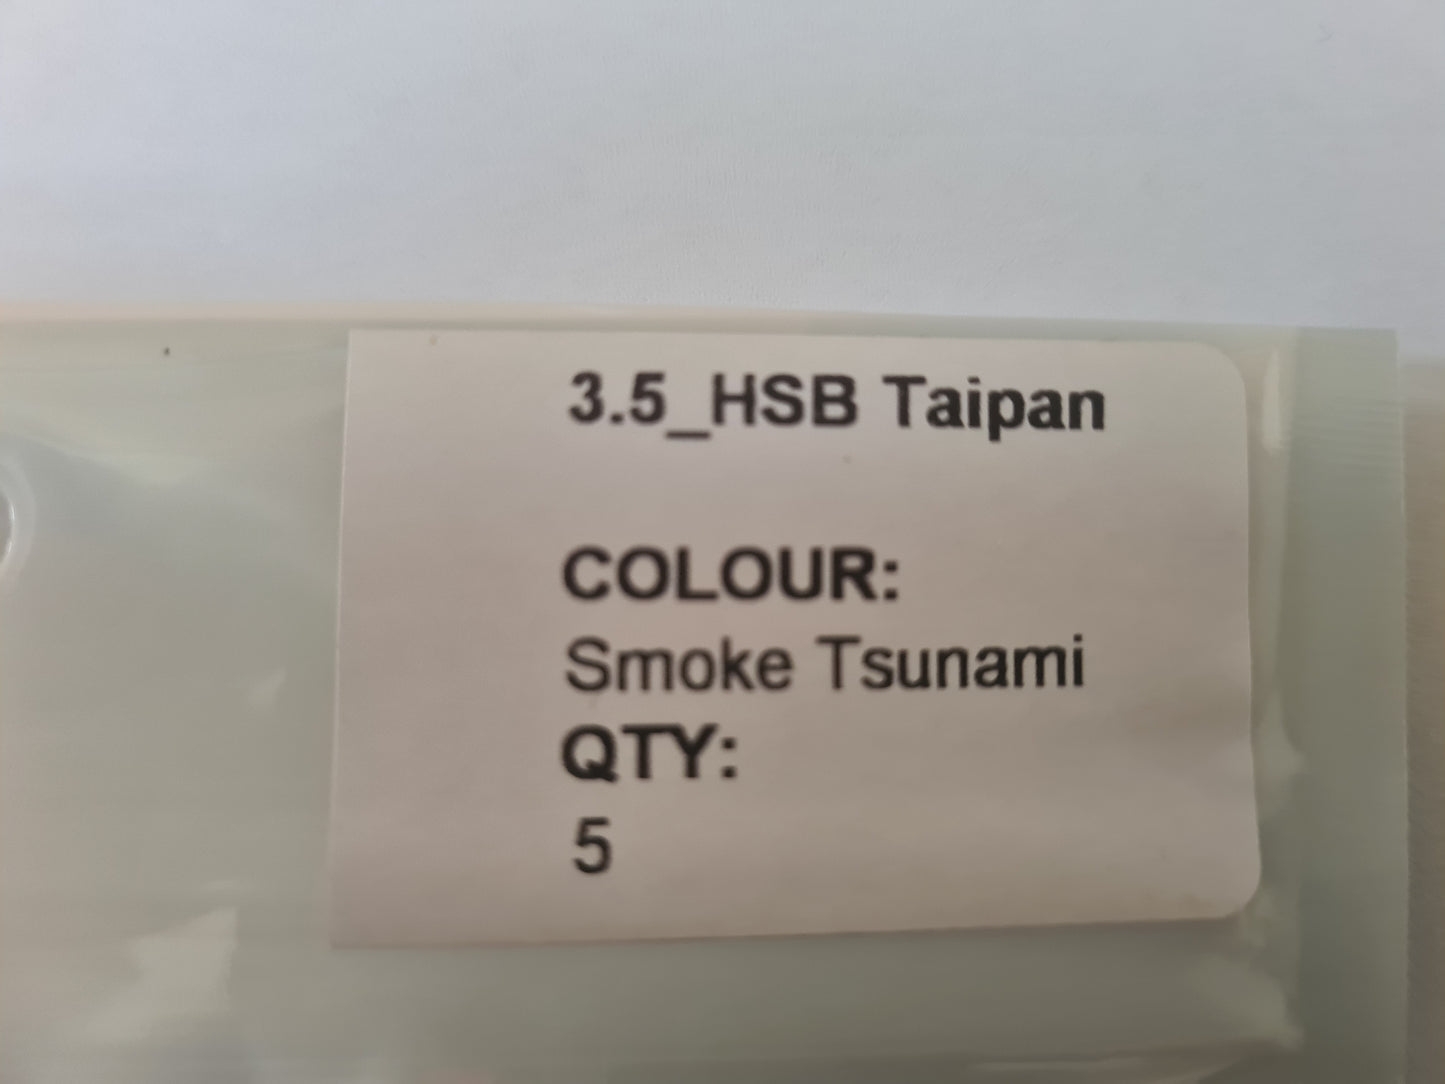 3.5_HSB Taipan
COLOUR:
Smoke Tsunami
QTY:
5